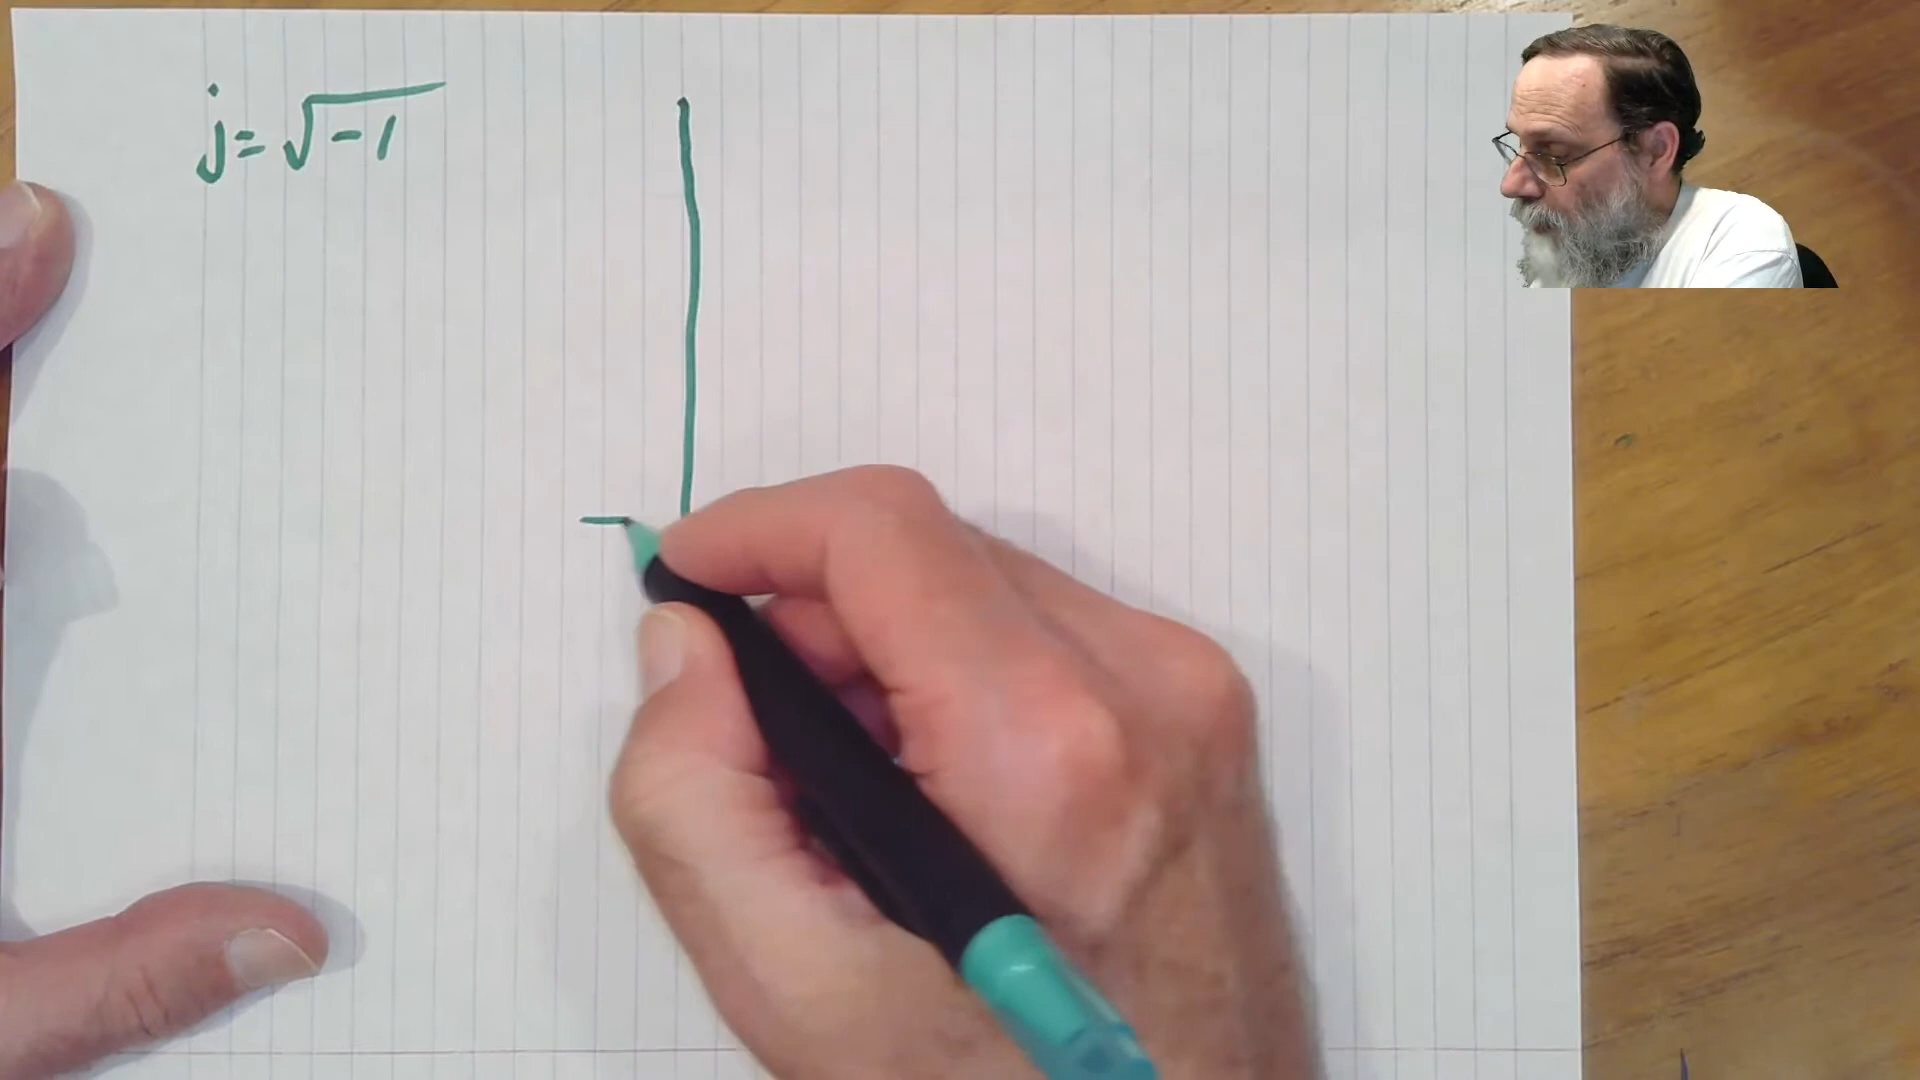 j = √-1